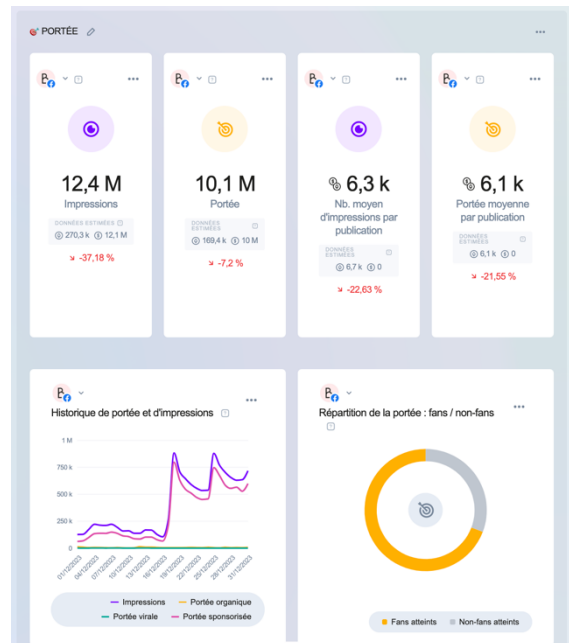 PORTÉE
12,4 M
Impressions
DONNÉES ESTIMÉES
270,3 k 12,1 M
-37,18 %
10,1 M
Portée
DONNÉES
ESTIMÉES
169,4 k 10 M
-7,2 %
6,3 k
Nb. moyen
d'impressions par
publication
DONNÉES
ESTIMÉES
6,7 k 0
-22,63 %
6,1 k
Portée moyenne
par publication
DONNÉES
ESTIMÉES
6,1 k 0
-21,55 %
Historique de portée et d'impressions
1 M
750 k
500 k
250 k
0
01/12/2023
04/12/2023
07/12/2023
10/12/2023
13/12/2023
16/12/2023
19/12/2023
22/12/2023
25/12/2023
28/12/2023
31/12/2023
Impressions Portée organique
Portée virale Portée sponsorisée
Répartition de la portée : fans / non-fans
Fans atteints Non-fans atteints